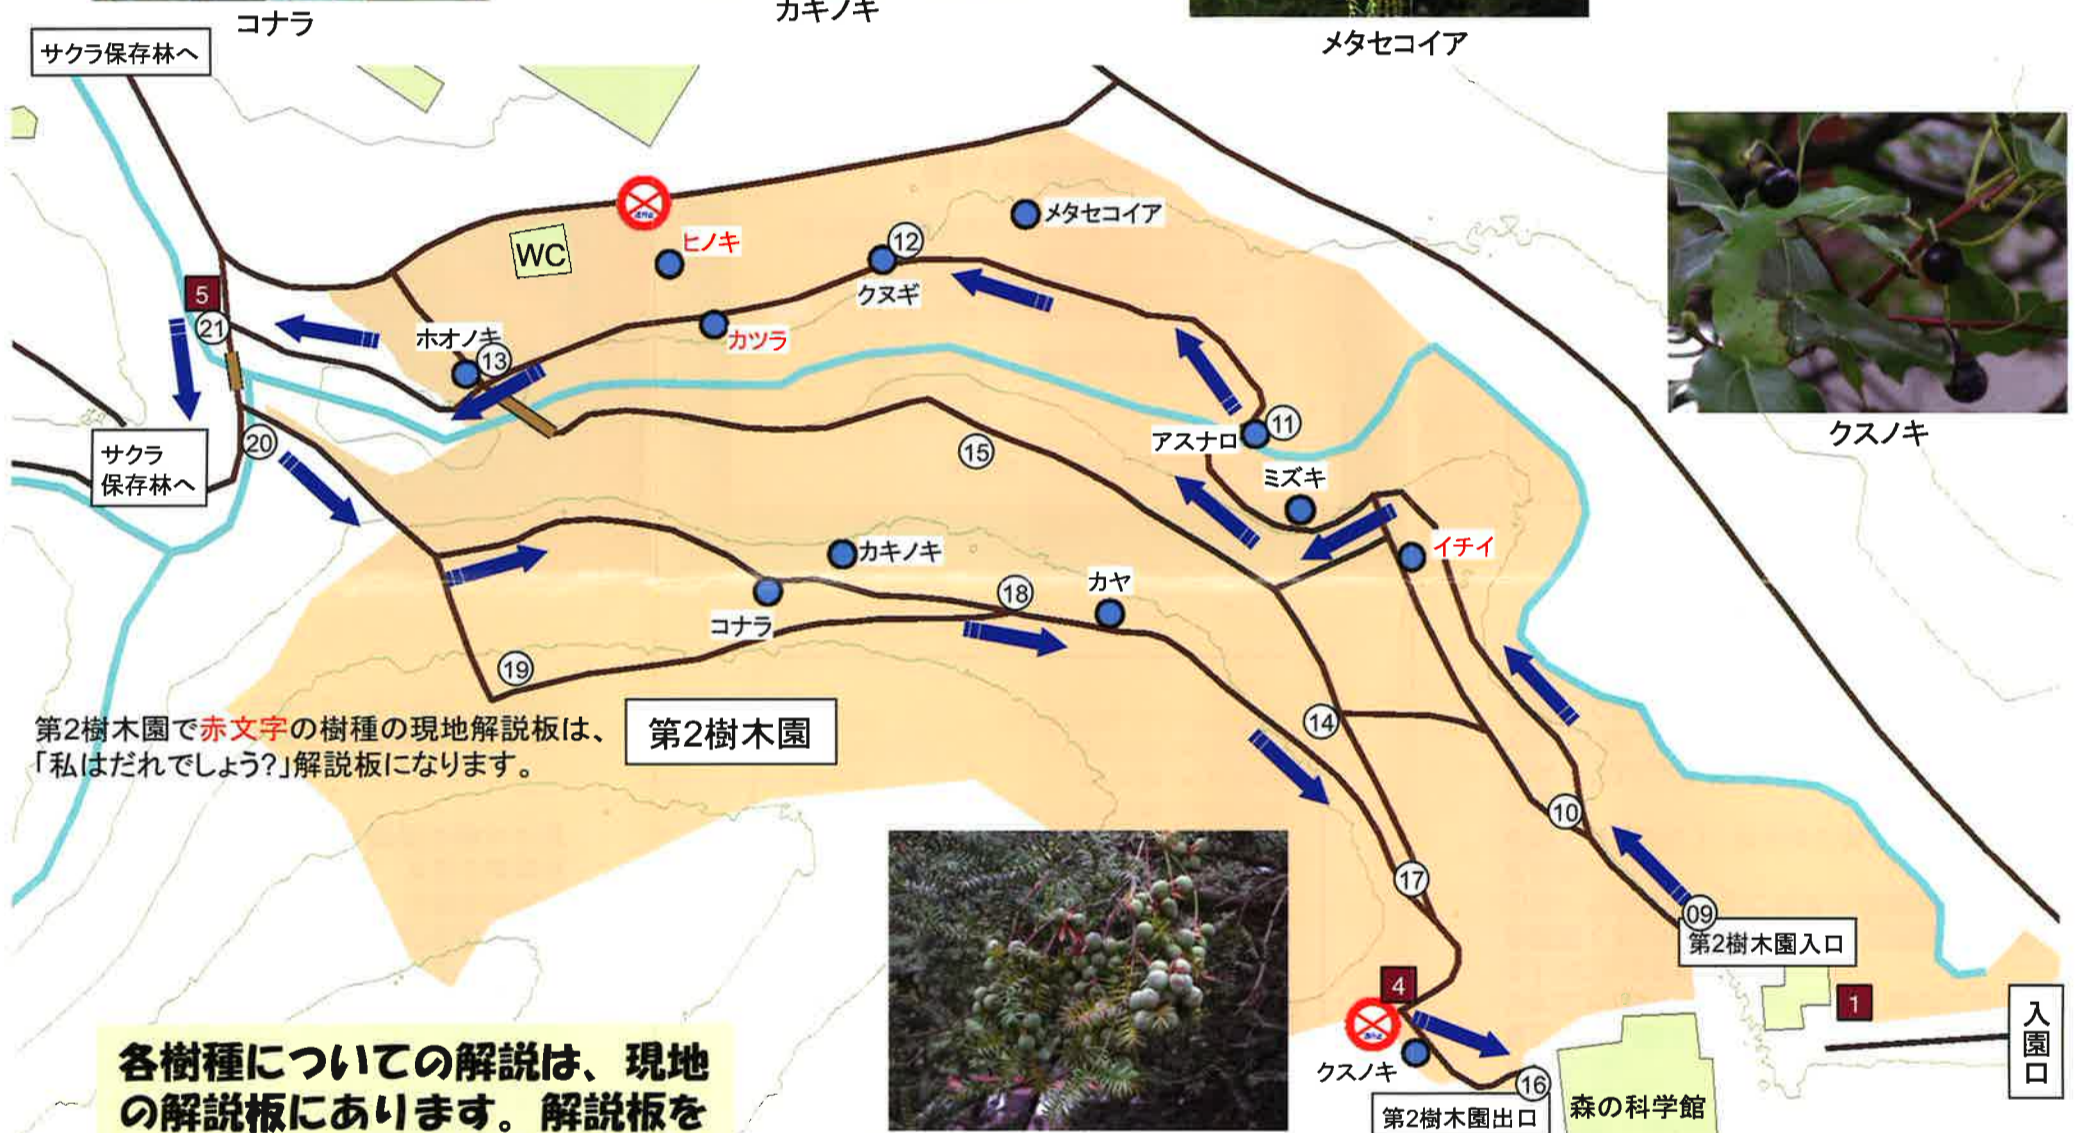 コナラ
カキノキ
メタセコイア
サクラ保存林へ
メタセコイア
ヒノキ
12
WC
クヌギ
5
21
カツラ
ホオノキ
13
クスノキ
11
アスナロ
20
サクラ
保存林へ
15
ミズキ
イチイ
カキノキ
カヤ
18
コナラ
19
第2樹木園で赤文字の樹種の現地解説板は、
「私はだれでしょう?」解説板になります。
第2樹木園
14
10
17
09
第2樹木園入口
4
1
入園口
クスノキ
16
第2樹木園出口
森の科学館
各樹種についての解説は、現地
の解説板にあります。解説板を